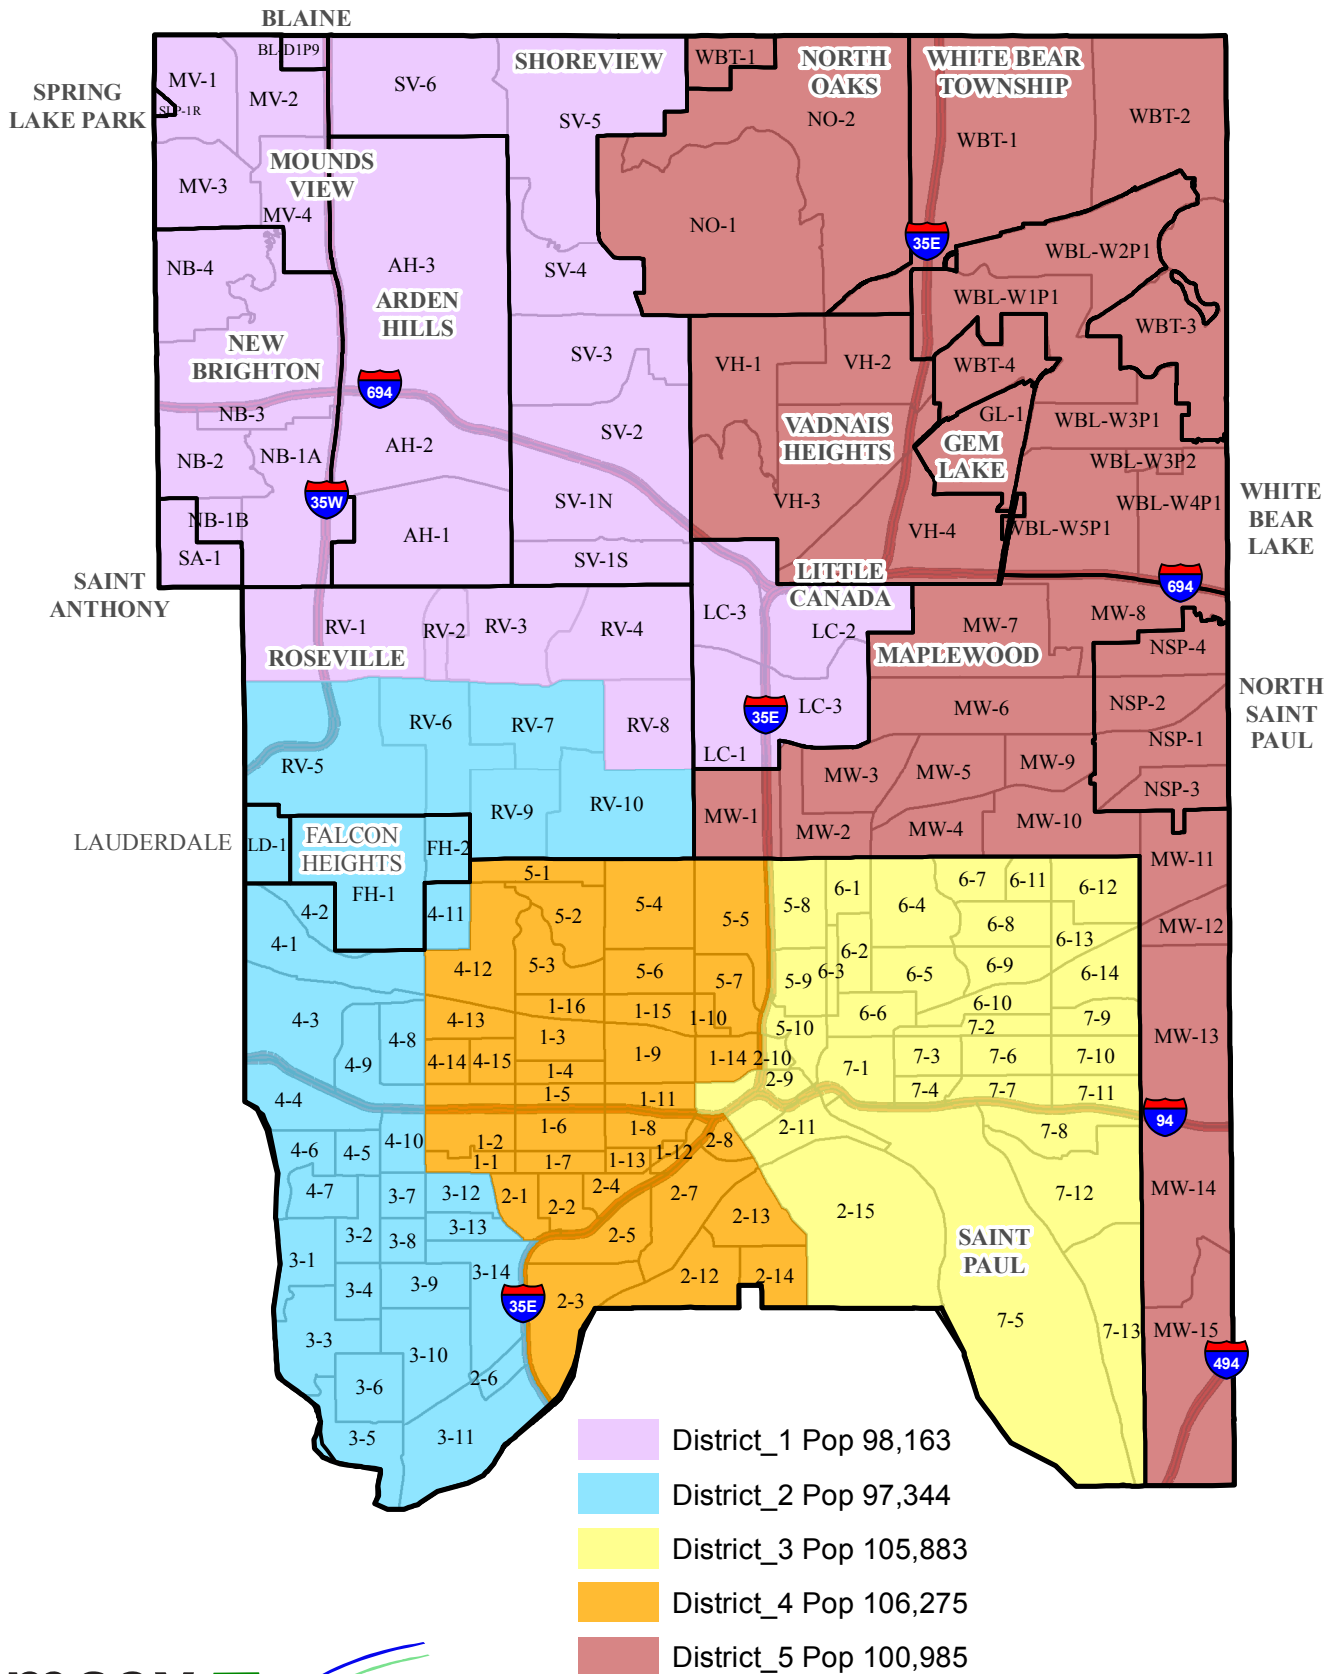 BLAINE
BL-D1P9
MV-1
MV-2
SV-6
SHOREVIEW
WBT-1
NORTH
OAKS
WHITE BEAR
TOWNSHIP
SPRING
LAKE PARK
SLP-1R
SV-5
NO-2
WBT-1
WBT-2
MOUNDS
VIEW
MV-3
MV-4
NO-1
35E
WBL-W2P1
NB-4
AH-3
SV-4
ARDEN
HILLS
WBL-W1P1
WBT-3
NEW
BRIGHTON
SV-3
VH-1
VH-2
WBT-4
694
NB-3
GL-1
WBL-W3P1
VADNAIS
HEIGHTS
GEM
LAKE
SV-2
AH-2
NB-2
NB-1A
WBL-W3P2
35W
SV-1N
VH-3
WBL-W4P1
WHITE
BEAR
LAKE
NB-1B
AH-1
VH-4
WBL-W5P1
SA-1
SV-1S
SAINT
ANTHONY
LITTLE
CANADA
694
RV-1
RV-2
RV-3
RV-4
LC-3
LC-2
MW-7
MW-8
ROSEVILLE
MAPLEWOOD
NSP-4
NORTH
SAINT
PAUL
RV-6
RV-7
RV-8
35E
LC-3
MW-6
NSP-2
NSP-1
RV-5
LC-1
MW-3
MW-5
MW-9
NSP-3
RV-9
RV-10
MW-1
MW-2
MW-4
MW-10
LAUDERDALE
LD-1
FALCON
HEIGHTS
FH-2
MW-11
FH-1
5-1
4-2
4-11
5-2
5-4
5-5
5-8
6-1
6-4
6-7
6-11
6-12
4-1
6-8
6-13
MW-12
4-12
5-3
5-6
5-7
5-9
6-3
6-2
6-5
6-9
6-14
4-3
4-13
1-16
1-15
1-10
5-10
6-6
6-10
7-2
7-9
4-8
1-3
MW-13
4-9
4-14
4-15
1-4
1-9
1-14
2-10
2-9
7-1
7-3
7-6
7-10
4-4
1-5
1-11
7-4
7-7
7-11
94
4-10
1-6
1-8
2-8
2-11
7-8
4-6
4-5
1-2
1-1
1-7
1-13
1-12
4-7
3-7
3-12
2-1
2-2
2-4
2-7
7-12
MW-14
3-2
3-8
3-13
2-5
2-13
2-15
SAINT
PAUL
3-1
3-4
3-9
3-14
2-12
2-14
35E
2-3
7-5
7-13
MW-15
3-3
3-10
494
3-6
2-6
3-5
3-11
District_1 Pop 98,163
District_2 Pop 97,344
District_3 Pop 105,883
District_4 Pop 106,275
District_5 Pop 100,985